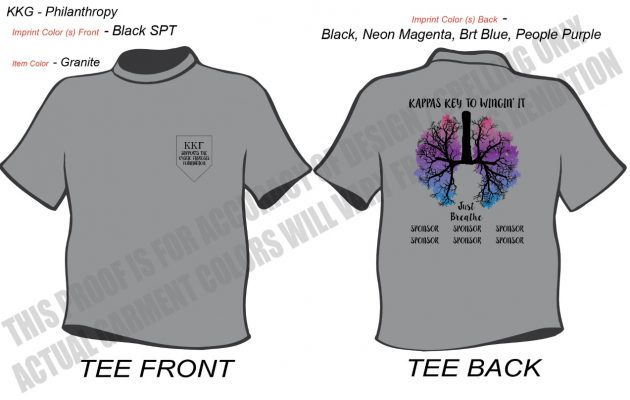 KKG - Philanthropy
Imprint Color (s) Front - Black SPT
Item Color - Granite
Imprint Color (s) Back -
Black, Neon Magenta, Brt Blue, People Purple
ΚΚΓ
SUPPORTS THE
CYSTIC FIBROSIS
FOUNDATION
KAPPAS KEY TO WINGIN' IT
Just
Breathe
SPONSOR SPONSOR SPONSOR
SPONSOR SPONSOR SPONSOR
THIS PROOF IS FOR ACCURACY OF DESIGN & SPELLING ONLY
ACTUAL GARMENT COLORS WILL VARY FROM
TEE FRONT
TEE BACK